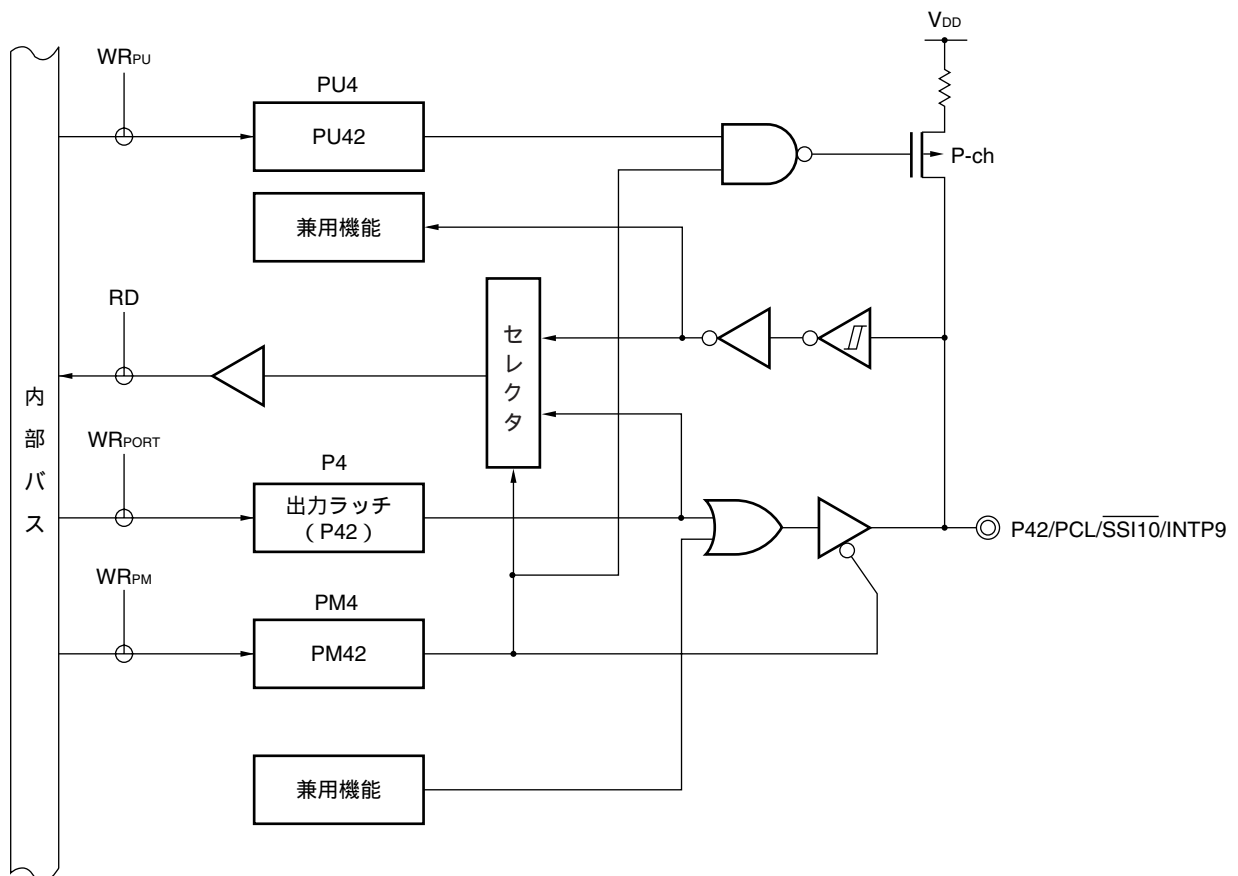 VDD
WRPU
PU4
PU42
P-ch
兼用機能
RD
セレクタ
内部バス
WRPORT
P4
出力ラッチ
（P42）
P42/PCL/SSI10/INTP9
WRPM
PM4
PM42
兼用機能